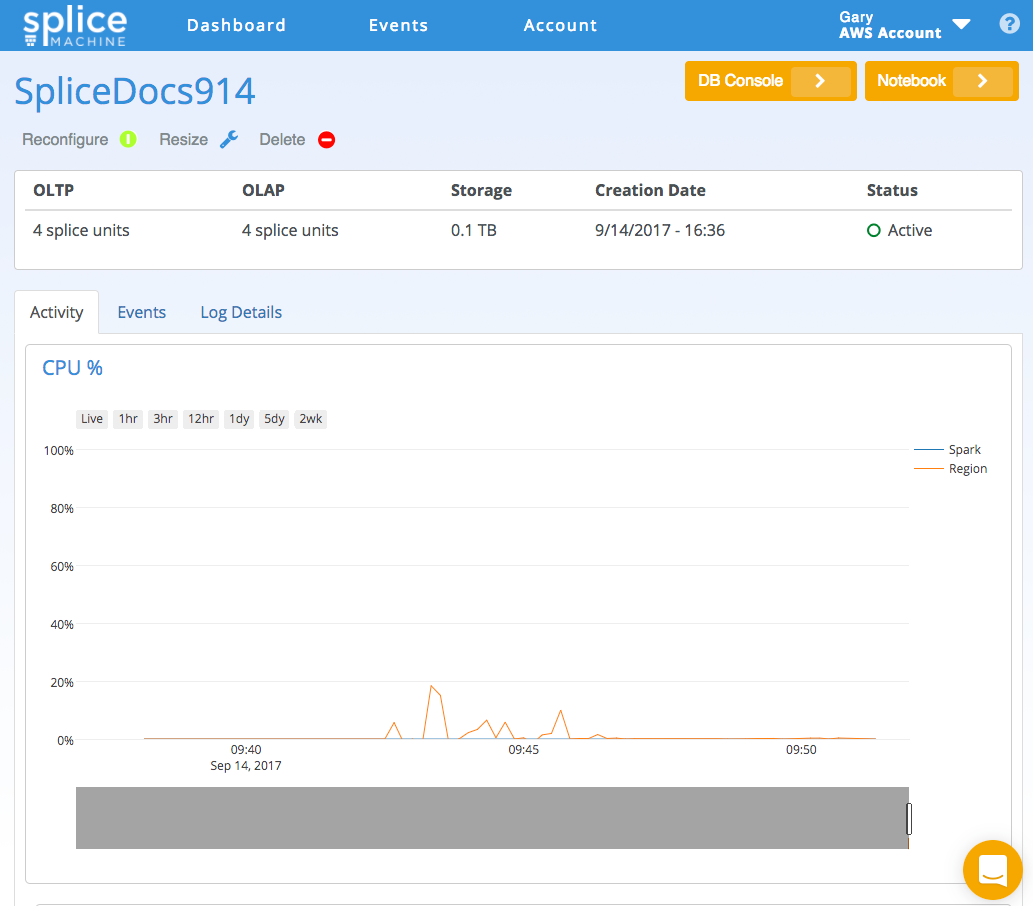 splice
MACHINE
Dashboard Events Account
Gary
AWS Account
?
SpliceDocs914
DB Console
Notebook
Reconfigure Resize Delete
OLTP OLAP Storage Creation Date Status
4 splice units 4 splice units 0.1 TB 9/14/2017 - 16:36 Active
Activity Events Log Details
CPU %
Live 1hr 3hr 12hr 1dy 5dy 2wk
100%
80%
60%
40%
20%
0%
Spark
Region
09:40 09:45 09:50
Sep 14, 2017